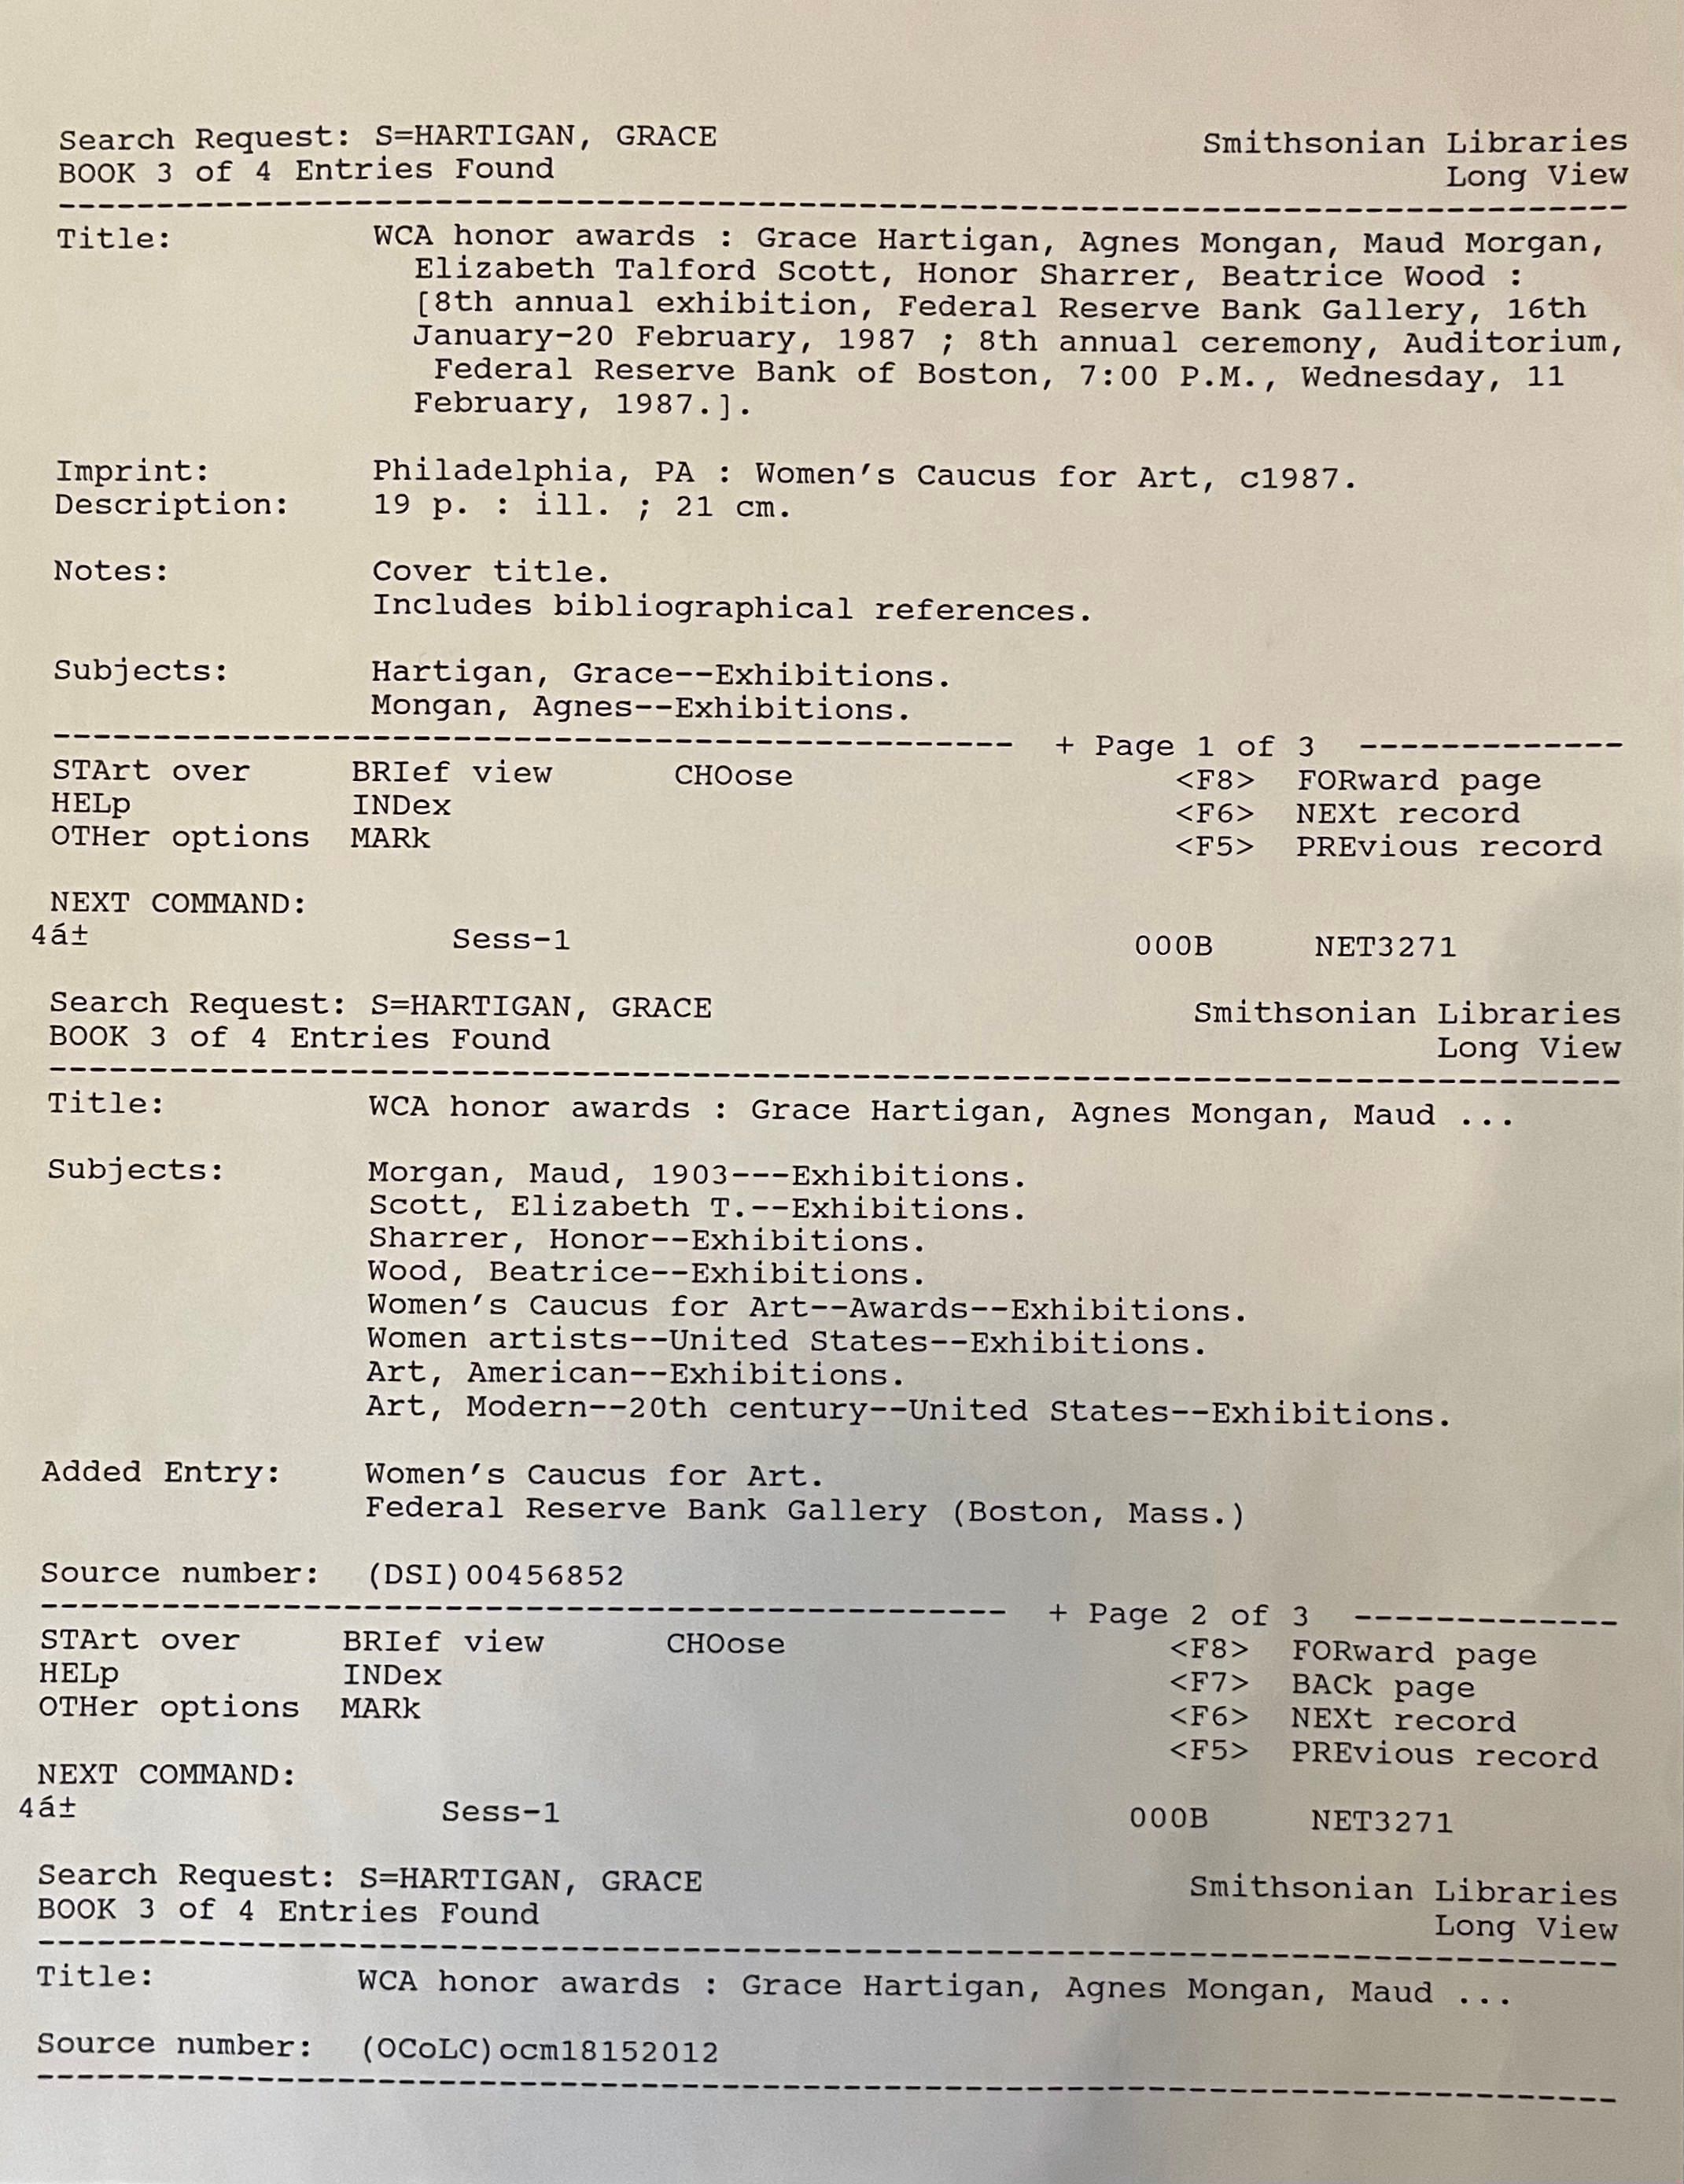 Search Request: S=HARTIGAN, GRACE Smithsonian Libraries
BOOK 3 of 4 Entries Found Long View
--------------------------------------------------------------------------------
Title: WCA honor awards : Grace Hartigan, Agnes Mongan, Maud Morgan,
Elizabeth Talford Scott, Honor Sharrer, Beatrice Wood :
[8th annual exhibition, Federal Reserve Bank Gallery, 16th
January-20 February, 1987 ; 8th annual ceremony, Auditorium,
Federal Reserve Bank of Boston, 7:00 P.M., Wednesday, 11
February, 1987.].
Imprint: Philadelphia, PA : Women's Caucus for Art, c1987.
Description: 19 p. : ill. ; 21 cm.
Notes: Cover title.
Includes bibliographical references.
Subjects: Hartigan, Grace--Exhibitions.
Mongan, Agnes--Exhibitions.
------------------------------------------------ + Page 1 of 3 -------------
STArt over BRIef view CHOose <F8> FORward page
HELp INDex <F6> NEXt record
OTHer options MARk <F5> PREvious record
NEXT COMMAND:
4á± Sess-1 000B NET3271
Search Request: S=HARTIGAN, GRACE Smithsonian Libraries
BOOK 3 of 4 Entries Found Long View
--------------------------------------------------------------------------------
Title: WCA honor awards : Grace Hartigan, Agnes Mongan, Maud ...
Subjects: Morgan, Maud, 1903---Exhibitions.
Scott, Elizabeth T.--Exhibitions.
Sharrer, Honor--Exhibitions.
Wood, Beatrice--Exhibitions.
Women's Caucus for Art--Awards--Exhibitions.
Women artists--United States--Exhibitions.
Art, American--Exhibitions.
Art, Modern--20th century--United States--Exhibitions.
Added Entry: Women's Caucus for Art.
Federal Reserve Bank Gallery (Boston, Mass.)
Source number: (DSI)00456852
------------------------------------------------ + Page 2 of 3 -------------
STArt over BRIef view CHOose <F8> FORward page
HELp INDex <F7> BACk page
OTHer options MARk <F6> NEXt record
<F5> PREvious record
NEXT COMMAND:
4á± Sess-1 000B NET3271
Search Request: S=HARTIGAN, GRACE Smithsonian Libraries
BOOK 3 of 4 Entries Found Long View
--------------------------------------------------------------------------------
Title: WCA honor awards : Grace Hartigan, Agnes Mongan, Maud ...
Source number: (OCoLC)ocm18152012
--------------------------------------------------------------------------------